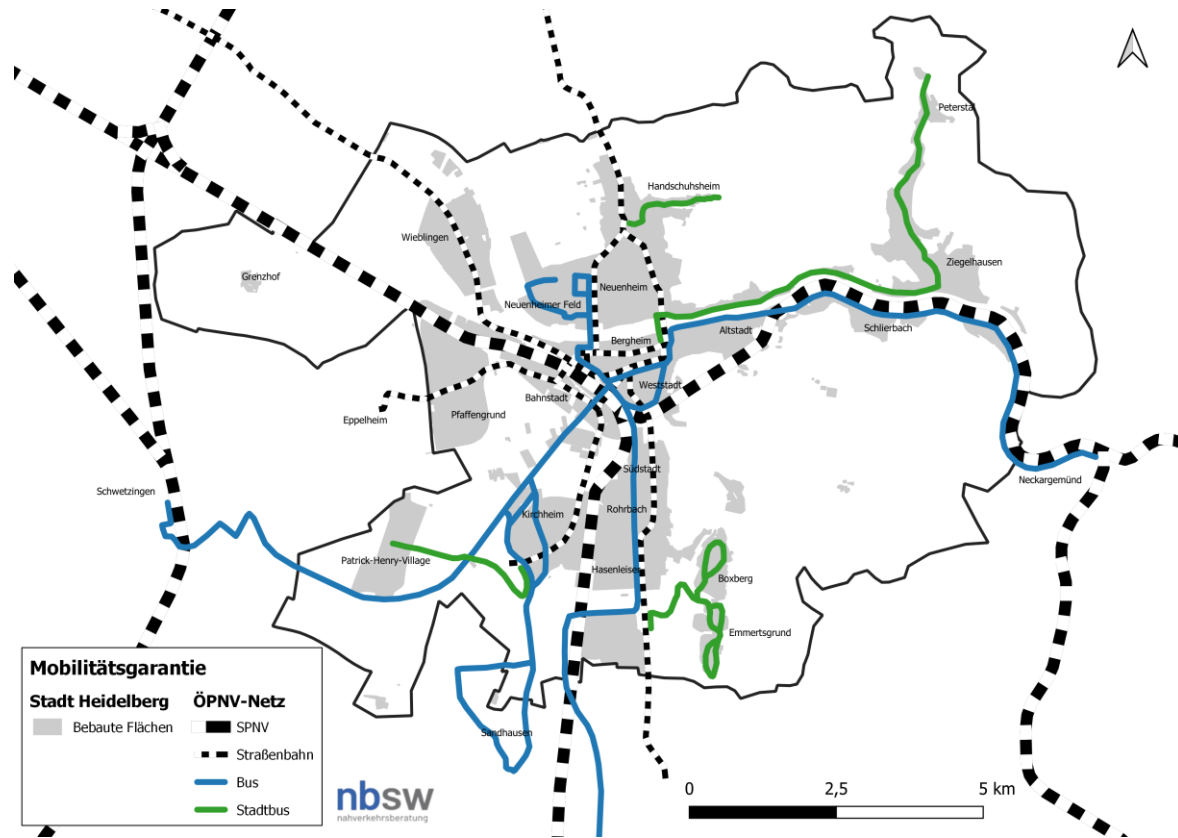 Peterstal
Handschuhsheim
Wieblingen
Ziegelhausen
Grenzhof
Neuenheim
Neuenheimer Feld
Altstadt
Schlierbach
Bergheim
Weststadt
Bahnstadt
Eppelheim
Pfaffengrund
Südstadt
Neckargemünd
Schwetzingen
Kirchheim
Rohrbach
Patrick-Henry-Village
Hasenleiser
Boxberg
Emmertsgrund
Sandhausen
Mobilitätsgarantie
Stadt Heidelberg
Bebaute Flächen
ÖPNV-Netz
SPNV
Straßenbahn
Bus
Stadtbus
nbsw
nahverkehrsberatung
0 2,5 5 km